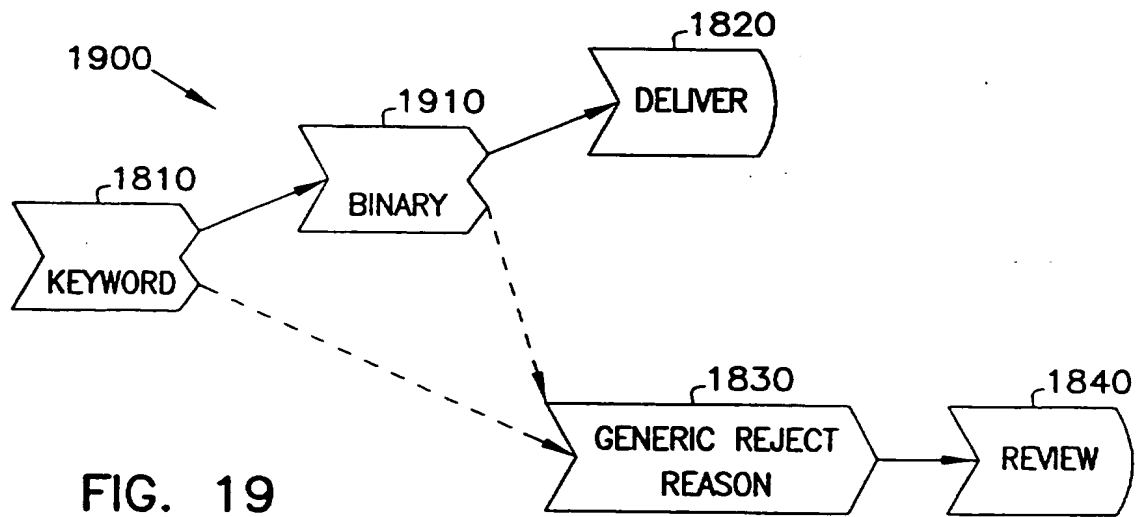 1820
1900
DELIVER
1910
1810
BINARY
KEYWORD
1830
1840
GENERIC REJECT
REASON
REVIEW
FIG. 19